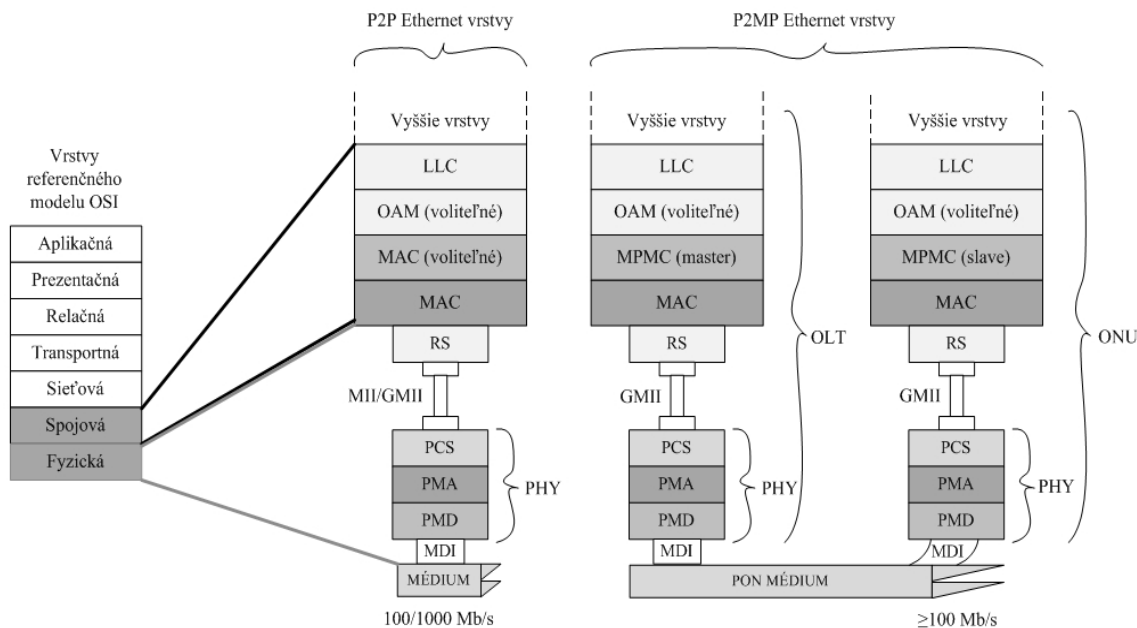 P2P Ethernet vrstvy
P2MP Ethernet vrstvy
Vrstvy
referenčného
modelu OSI
Aplikačná
Prezentačná
Relačná
Transportná
Sieťová
Spojová
Fyzická
Vyššie vrstvy
LLC
OAM (voliteľné)
MAC (voliteľné)
MAC
RS
MII/GMII
PCS
PMA
PMD
PHY
MDI
MÉDIUM
100/1000 Mb/s
Vyššie vrstvy
LLC
OAM (voliteľné)
MPMC (master)
MAC
RS
GMII
PCS
PMA
PMD
PHY
MDI
OLT
Vyššie vrstvy
LLC
OAM (voliteľné)
MPMC (slave)
MAC
RS
GMII
PCS
PMA
PMD
PHY
MDI
ONU
PON MÉDIUM
≥100 Mb/s